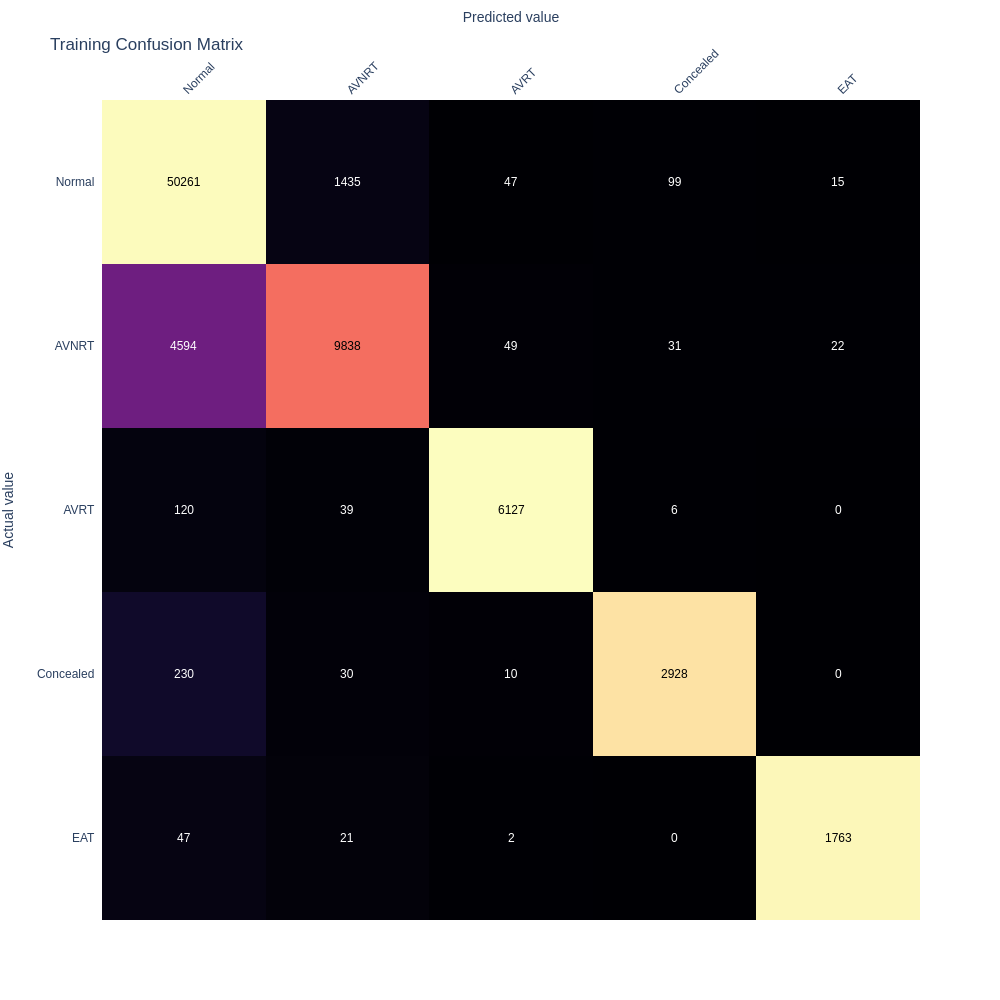 Predicted value
Training Confusion Matrix
Normal AVNRT AVRT Concealed EAT
Normal 50261 1435 47 99 15
AVNRT 4594 9838 49 31 22
Actual value
AVRT 120 39 6127 6 0
Concealed 230 30 10 2928 0
EAT 47 21 2 0 1763